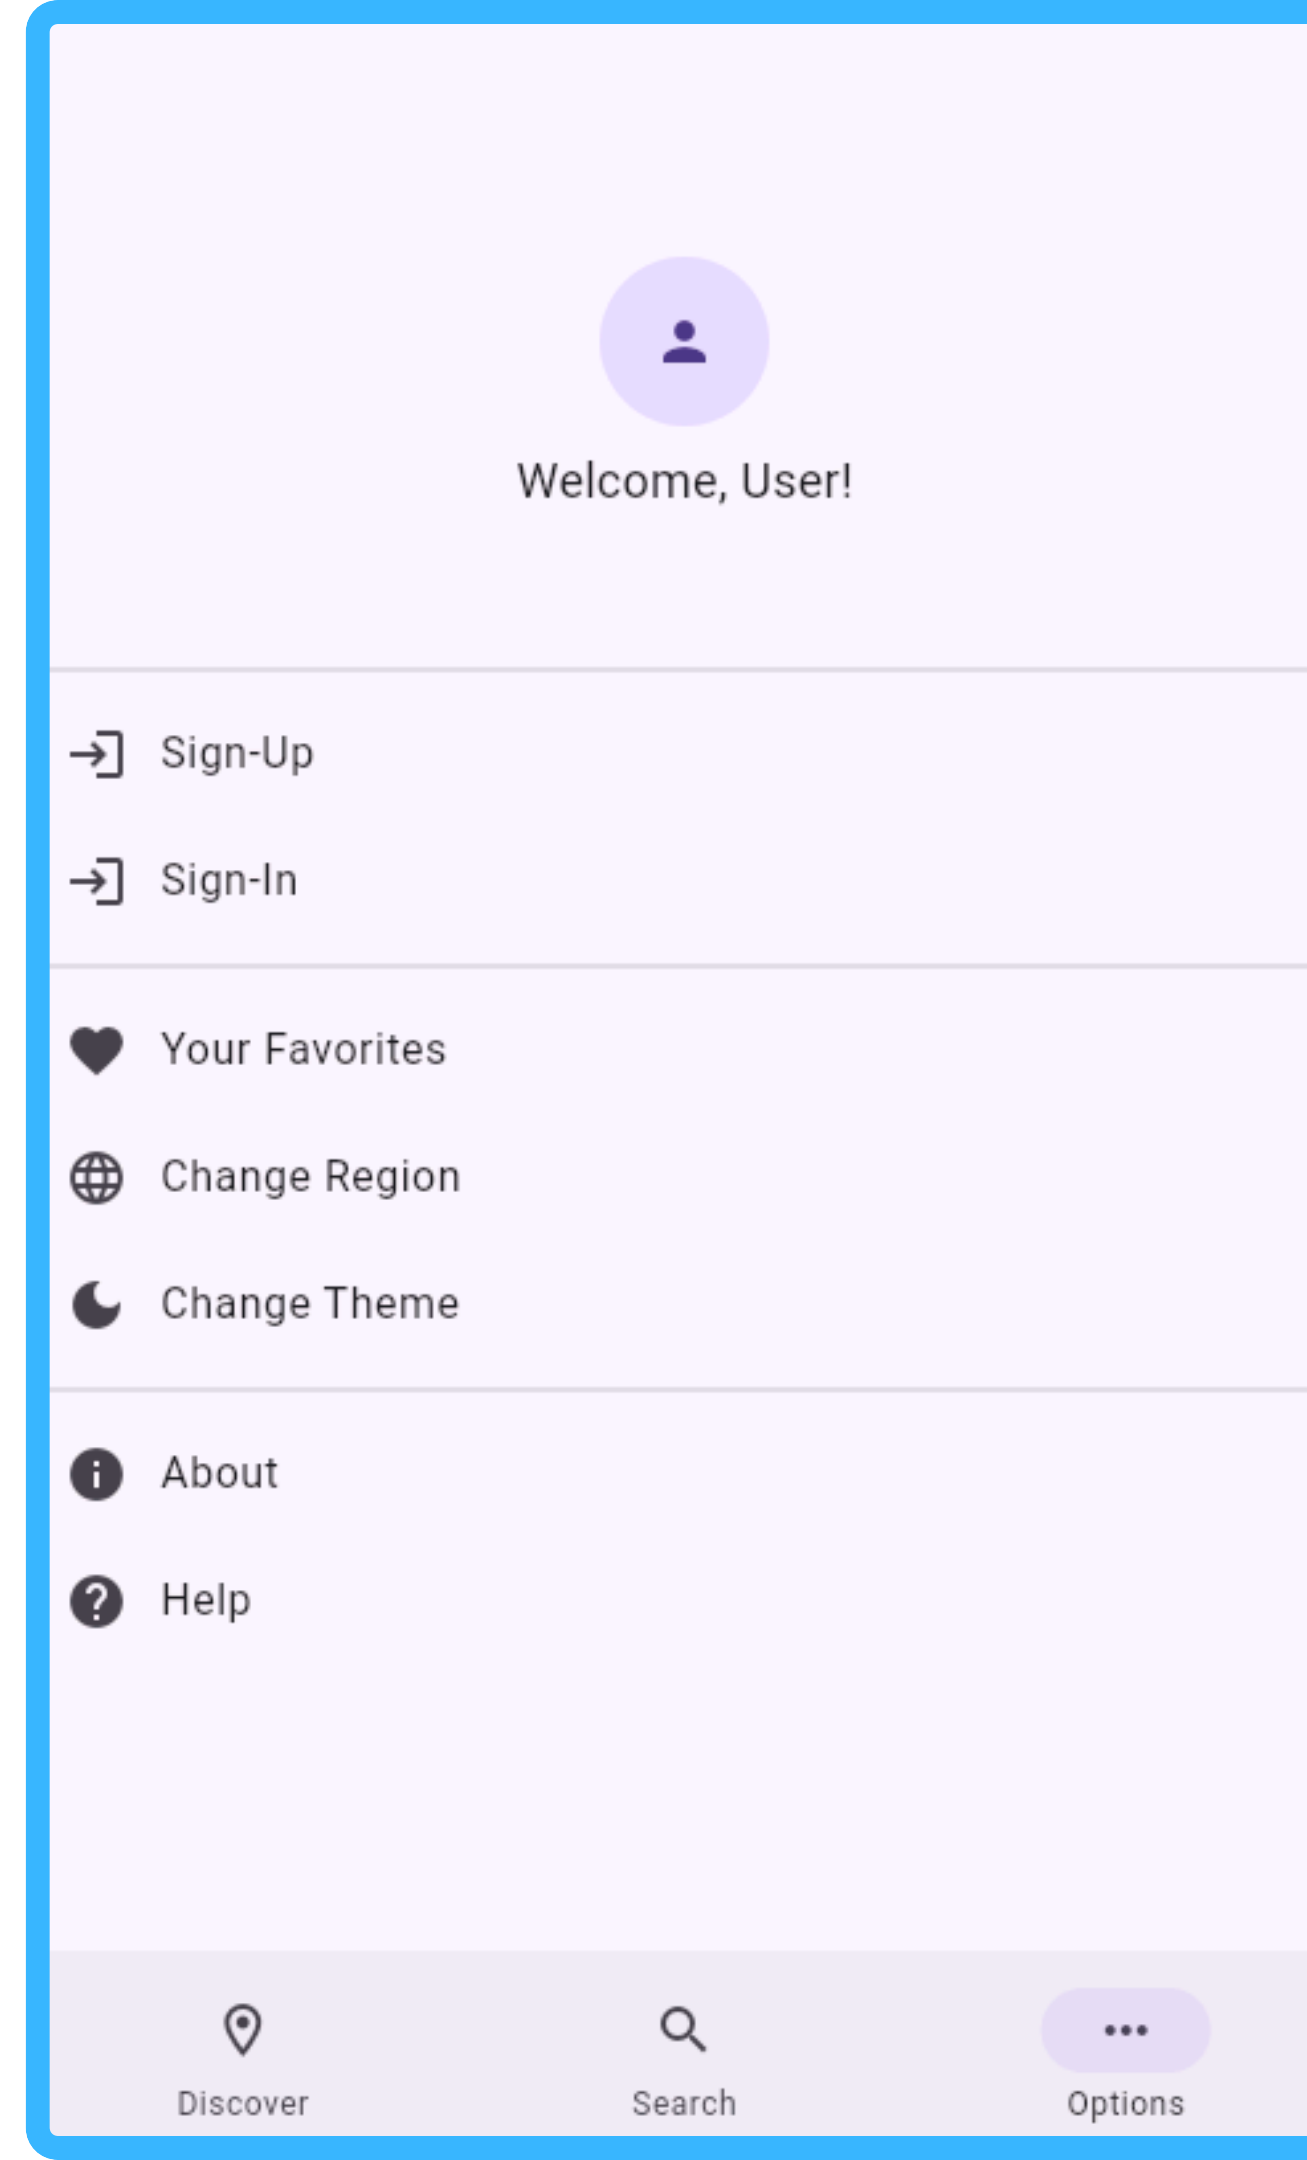 Welcome, User!
Sign-Up
Sign-In
Your Favorites
Change Region
Change Theme
About
Help
Discover
Search
Options